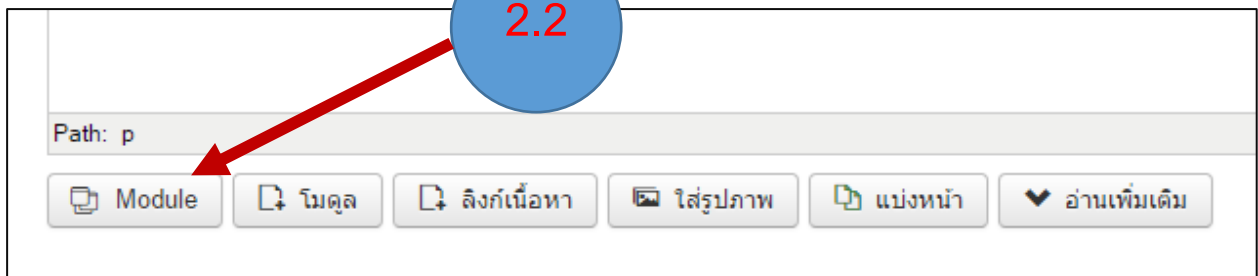 2.2
Path: p
Module โมดูล ลิงก์เนื้อหา ใส่รูปภาพ แบ่งหน้า อ่านเพิ่มเติม